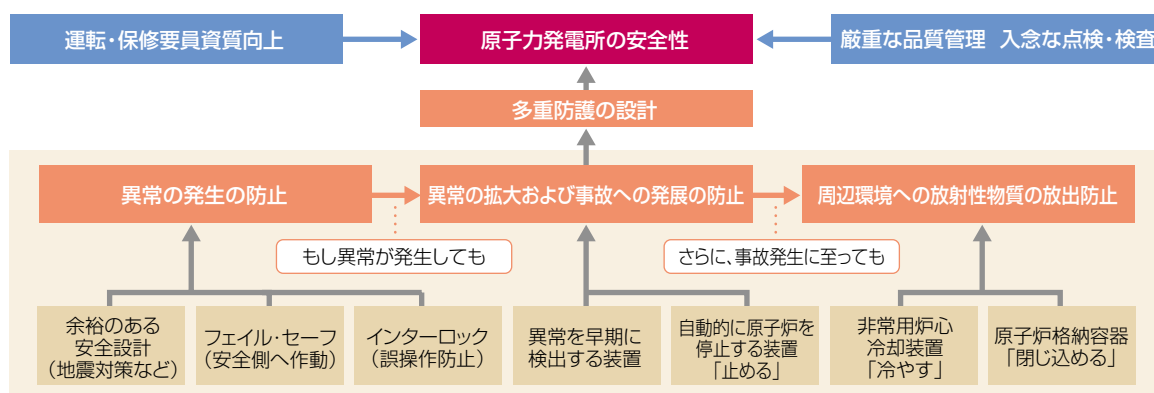 運転・保修要員資質向上
原子力発電所の安全性
厳重な品質管理 入念な点検・検査
多重防護の設計
異常の発生の防止
異常の拡大および事故への発展の防止
周辺環境への放射性物質の放出防止
もし異常が発生しても
さらに、事故発生に至っても
余裕のある
安全設計
(地震対策など)
フェイル・セーフ
(安全側へ作動)
インターロック
(誤操作防止)
異常を早期に
検出する装置
自動的に原子炉を
停止する装置
「止める」
非常用炉心
冷却装置
「冷やす」
原子炉格納容器
「閉じ込める」